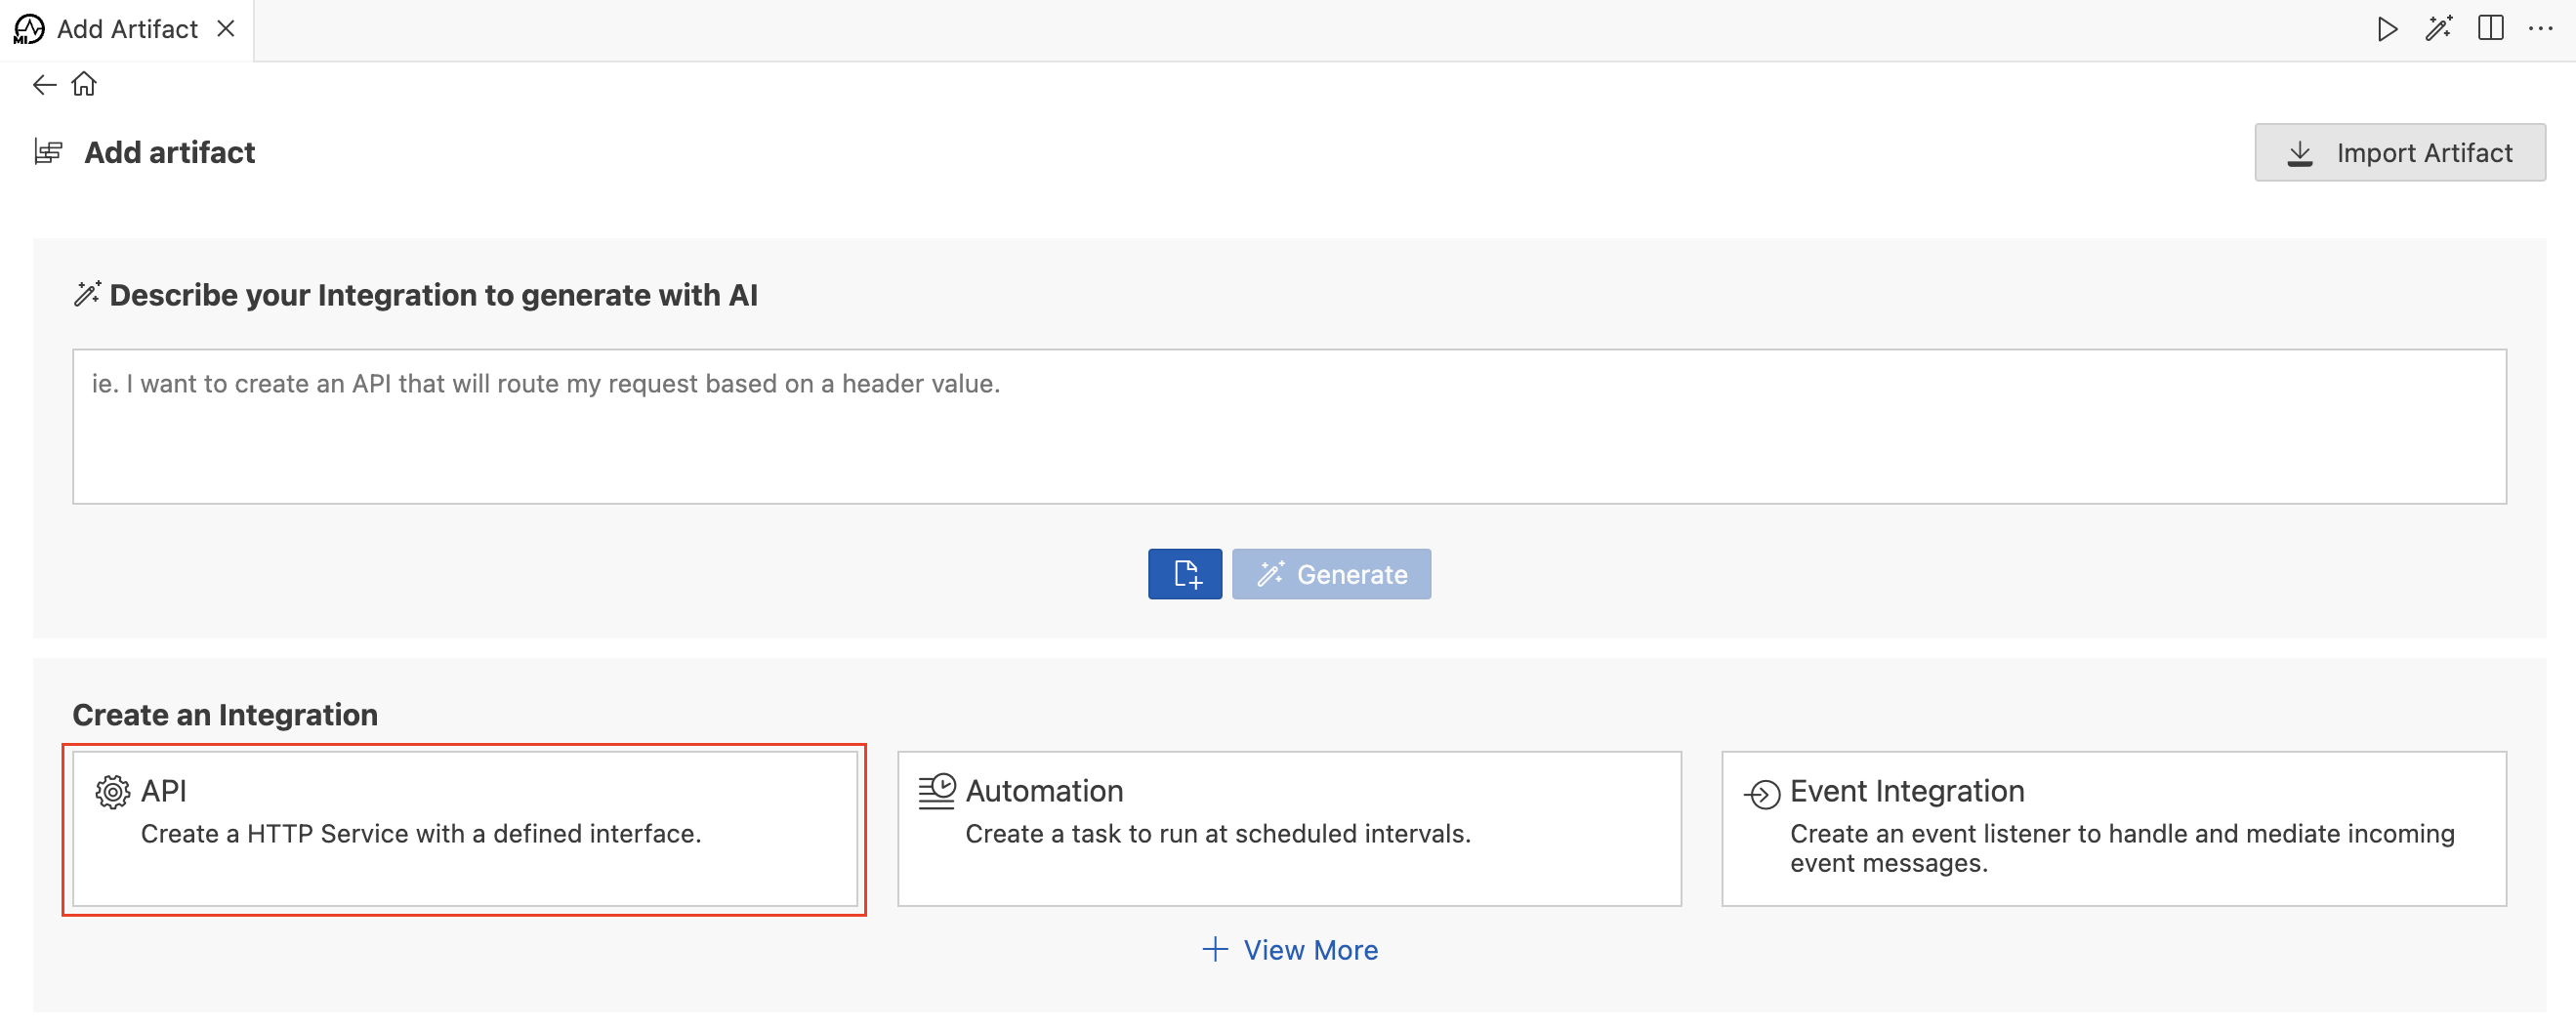 MI Add Artifact
Add artifact
Import Artifact
Describe your Integration to generate with AI
ie. I want to create an API that will route my request based on a header value.
Generate
Create an Integration
API
Create a HTTP Service with a defined interface.
Automation
Create a task to run at scheduled intervals.
Event Integration
Create an event listener to handle and mediate incoming
event messages.
View More